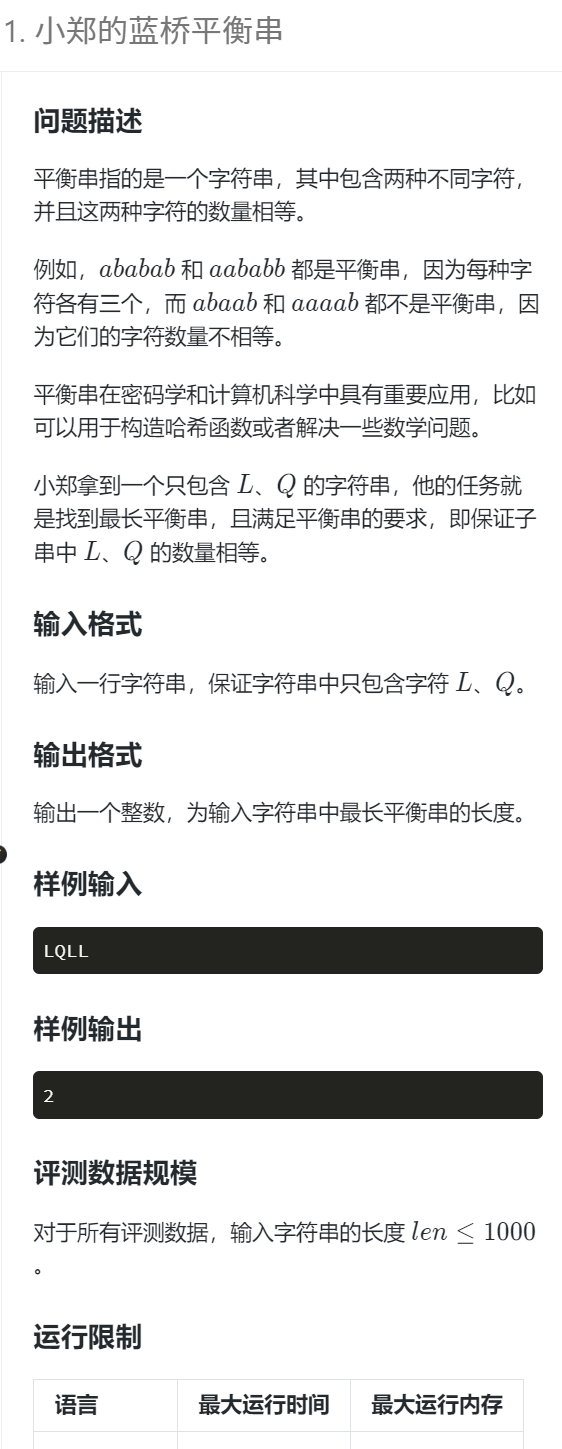 1. 小郑的蓝桥平衡串
问题描述
平衡串指的是一个字符串，其中包含两种不同字符，
并且这两种字符的数量相等。
例如，ababab 和 aababb 都是平衡串，因为每种字
符各有三个，而 abaab 和 aaaab 都不是平衡串，因
为它们的字符数量不相等。
平衡串在密码学和计算机科学中具有重要应用，比如
可以用于构造哈希函数或者解决一些数学问题。
小郑拿到一个只包含 L、Q 的字符串，他的任务就
是找到最长平衡串，且满足平衡串的要求，即保证子
串中 L、Q 的数量相等。
输入格式
输入一行字符串，保证字符串中只包含字符 L、Q。
输出格式
输出一个整数，为输入字符串中最长平衡串的长度。
样例输入
LQLL
样例输出
2
评测数据规模
对于所有评测数据，输入字符串的长度 len ≤ 1000
。
运行限制
语言 最大运行时间 最大运行内存